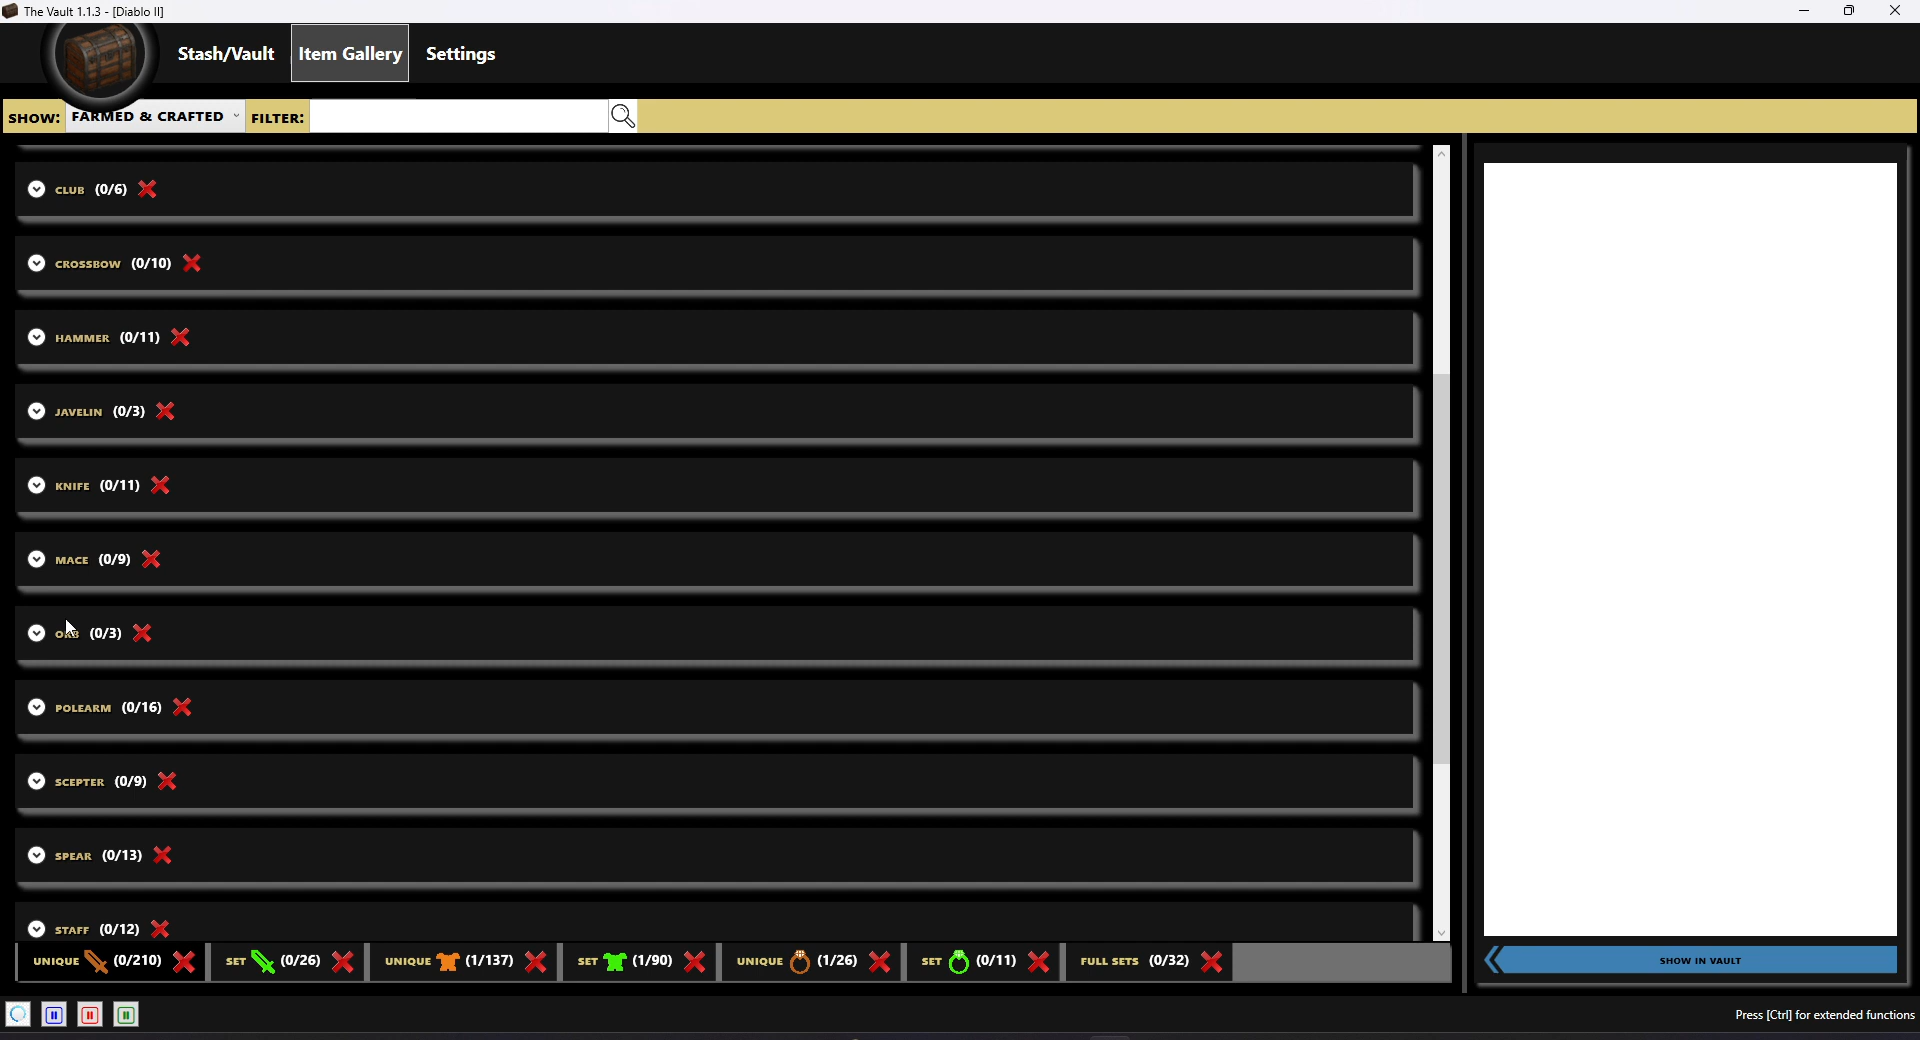 The Vault 1.1.3 - [Diablo II]
Stash/Vault Item Gallery Settings
SHOW: FARMED & CRAFTED FILTER:
CLUB (0/6)
CROSSBOW (0/10)
HAMMER (0/11)
JAVELIN (0/3)
KNIFE (0/11)
MACE (0/9)
ORB (0/3)
POLEARM (0/16)
SCEPTER (0/9)
SPEAR (0/13)
STAFF (0/12)
UNIQUE (0/210) SET (0/26) UNIQUE (1/137) SET (1/90) UNIQUE (1/26) SET (0/11) FULL SETS (0/32)
SHOW IN VAULT
Press [Ctrl] for extended functions